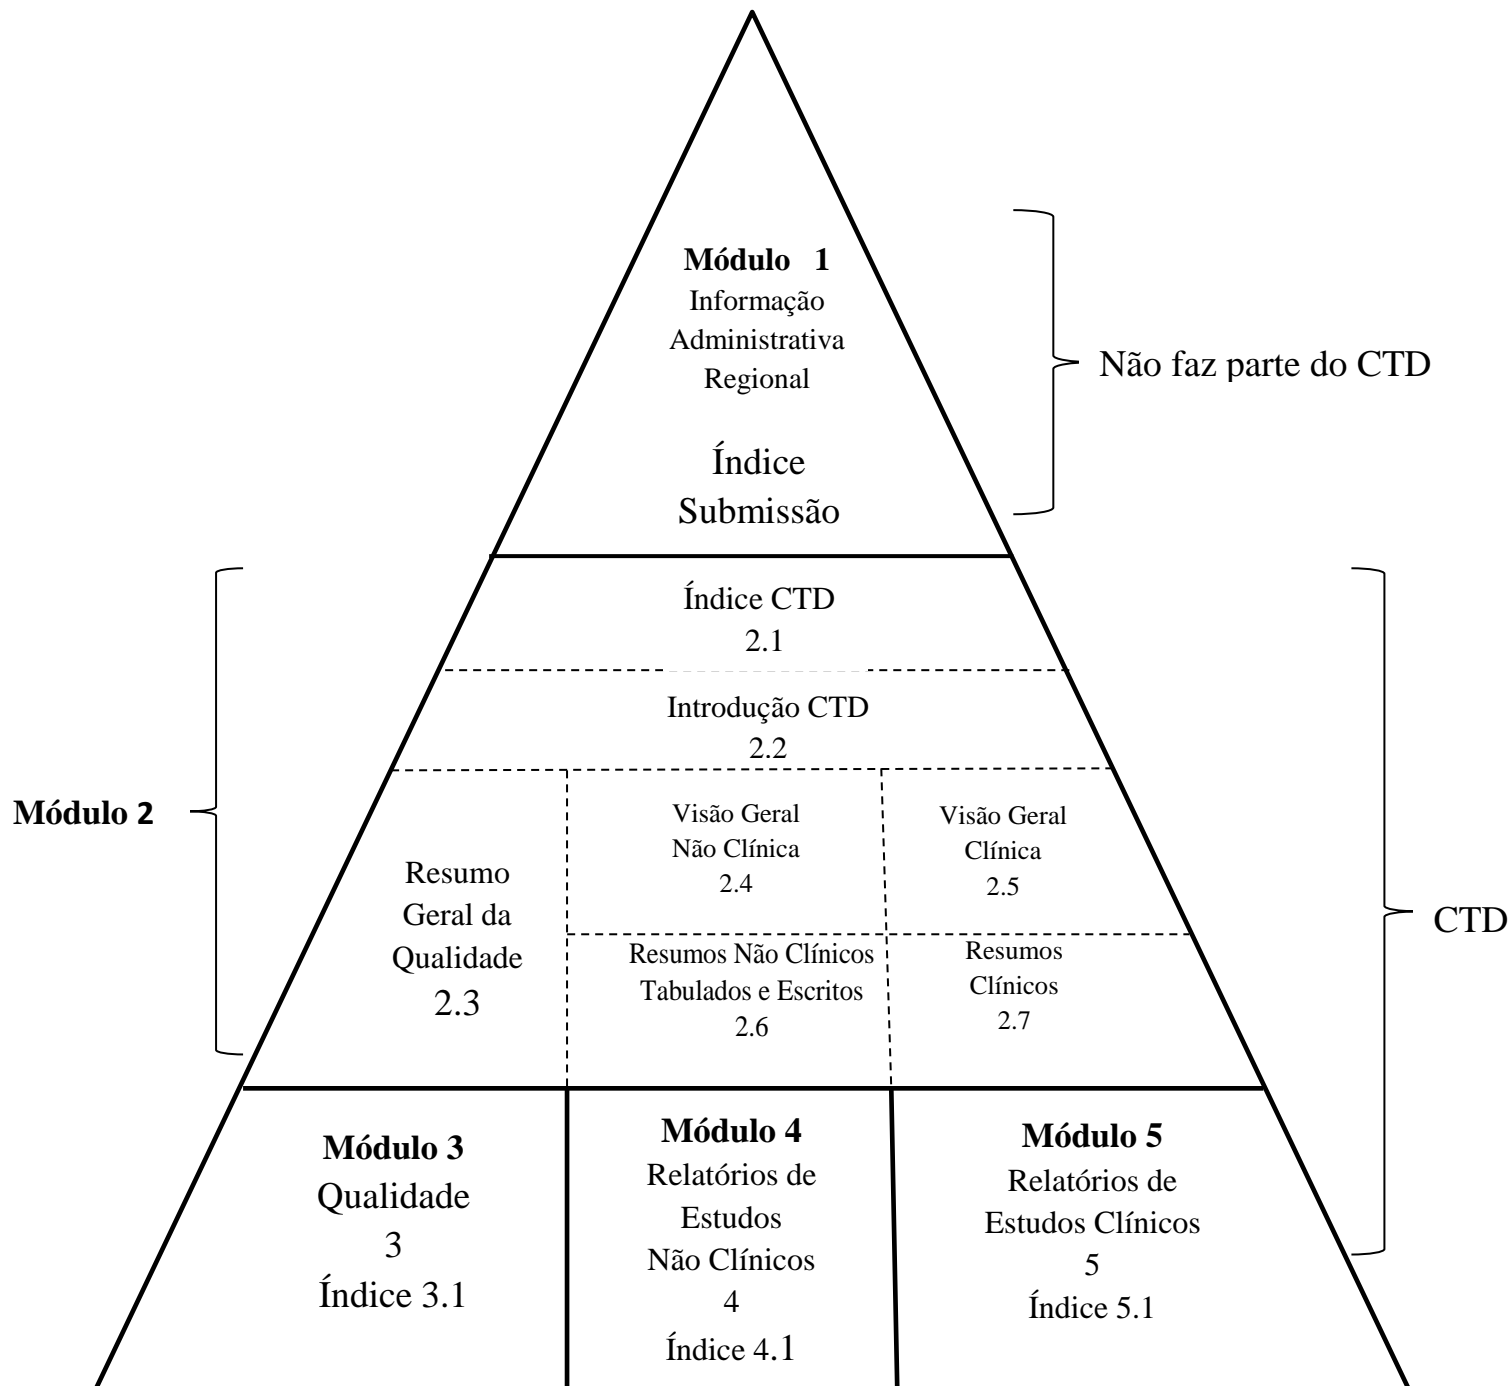 Módulo 1
Informação
Administrativa
Regional
Índice
Submissão
Não faz parte do CTD
Índice CTD
2.1
Introdução CTD
2.2
Módulo 2
Resumo
Geral da
Qualidade
2.3
Visão Geral
Não Clínica
2.4
Visão Geral
Clínica
2.5
Resumos Não Clínicos
Tabulados e Escritos
2.6
Resumos
Clínicos
2.7
CTD
Módulo 3
Qualidade
3
Índice 3.1
Módulo 4
Relatórios de
Estudos
Não Clínicos
4
Índice 4.1
Módulo 5
Relatórios de
Estudos Clínicos
5
Índice 5.1